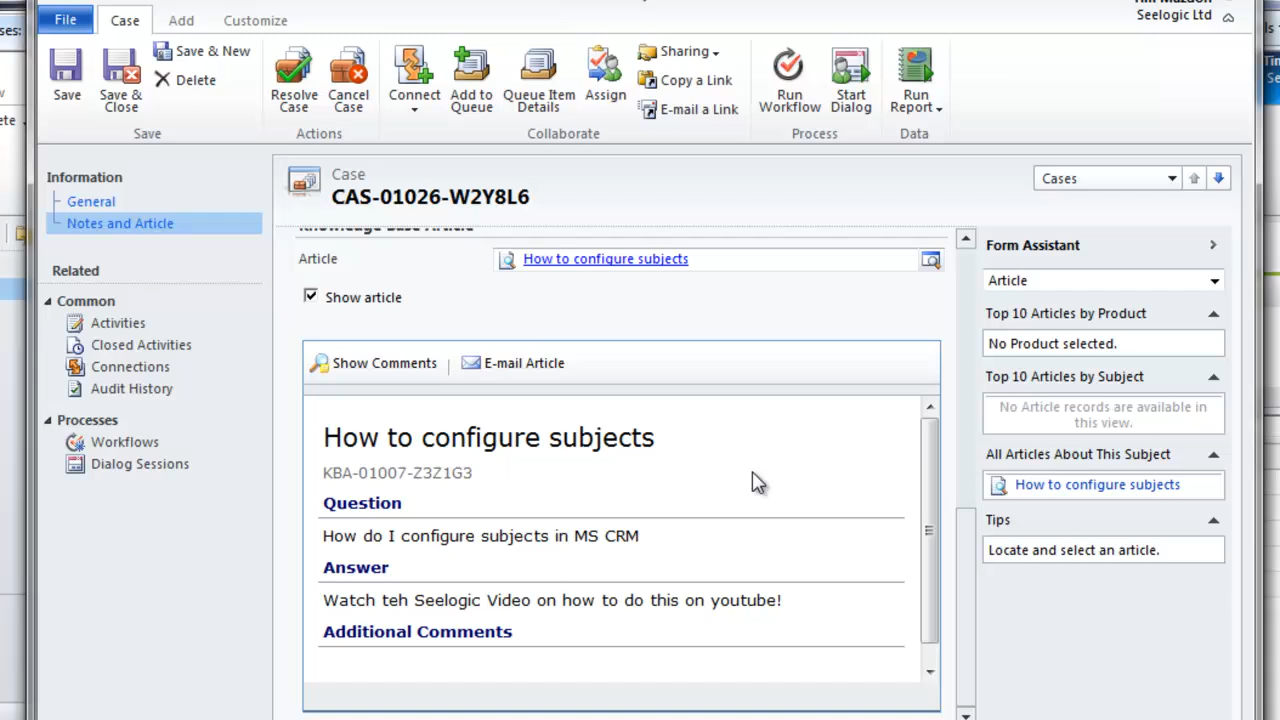 Seelogic Ltd
File Case Add Customize
Save
Save & Close
Save & New
Delete
Save
Resolve Case
Cancel Case
Actions
Connect
Add to Queue
Queue Item Details
Assign
Sharing
Copy a Link
E-mail a Link
Collaborate
Run Workflow
Start Dialog
Process
Run Report
Data
Information
General
Notes and Article
Related
Common
Activities
Closed Activities
Connections
Audit History
Processes
Workflows
Dialog Sessions
Case
CAS-01026-W2Y8L6
Cases
Knowledge Base Article
Article How to configure subjects
Show article
Show Comments E-mail Article
How to configure subjects
KBA-01007-Z3Z1G3
Question
How do I configure subjects in MS CRM
Answer
Watch teh Seelogic Video on how to do this on youtube!
Additional Comments
Form Assistant
Article
Top 10 Articles by Product
No Product selected.
Top 10 Articles by Subject
No Article records are available in
this view.
All Articles About This Subject
How to configure subjects
Tips
Locate and select an article.